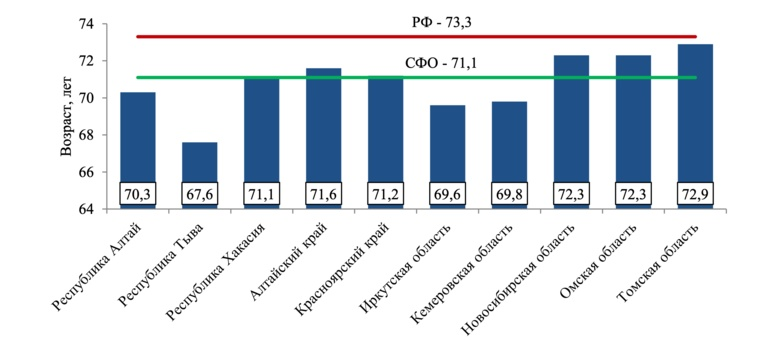 РФ - 73,3
СФО - 71,1
Возраст, лет
74
72
70
68
66
64
70,3 67,6 71,1 71,6 71,2 69,6 69,8 72,3 72,3 72,9
Республика Алтай
Республика Тыва
Республика Хакасия
Алтайский край
Красноярский край
Иркутская область
Кемеровская область
Новосибирская область
Омская область
Томская область